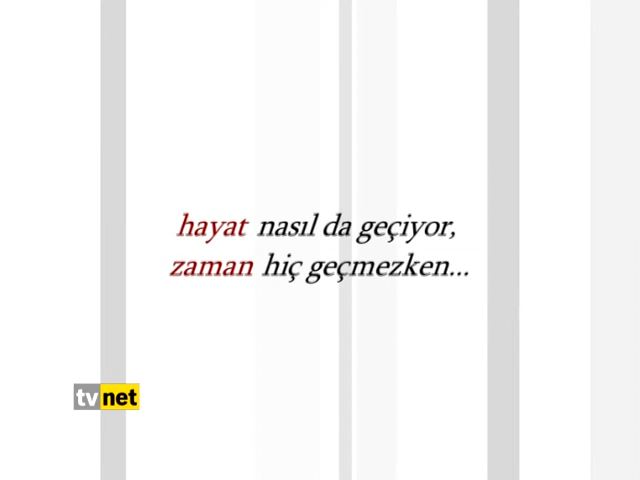 hayat nasıl da geçiyor,
zaman hiç geçmezken...
tvnet